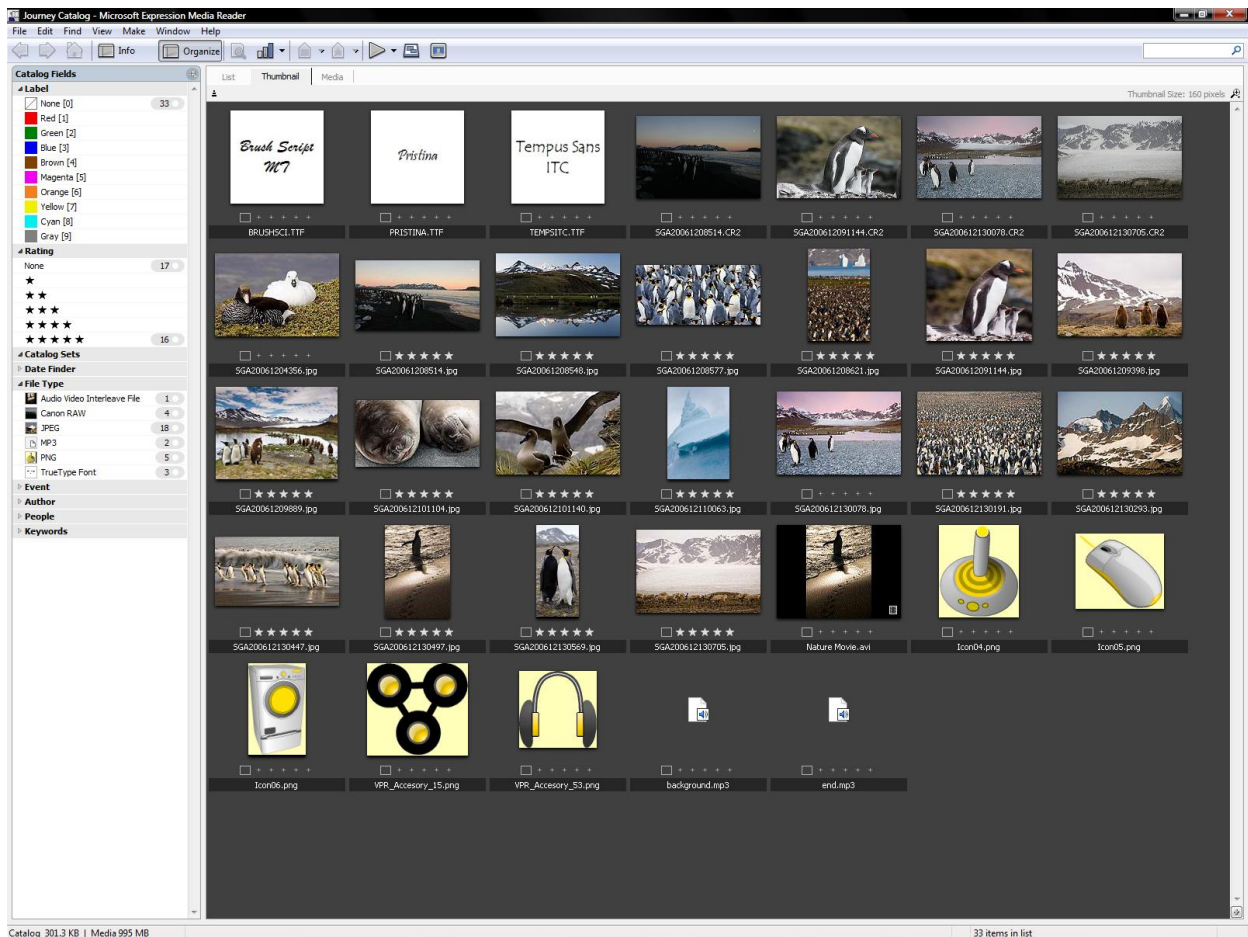 Journey Catalog - Microsoft Expression Media Reader
File Edit Find View Make Window Help
Info Organize
Catalog Fields
Label
None [0] 33
Red [1]
Green [2]
Blue [3]
Brown [4]
Magenta [5]
Orange [6]
Yellow [7]
Cyan [8]
Gray [9]
Rating
None 17
16
Catalog Sets
Date Finder
File Type
Audio Video Interleave File 1
Canon RAW 4
JPEG 18
MP3 2
PNG 5
TrueType Font 3
Event
Author
People
Keywords
List Thumbnail Media
Thumbnail Size: 160 pixels
Brush Script
MT
Pristina
Tempus Sans
ITC
BRUSHSCI.TTF PRISTINA.TTF TEMPSITC.TTF SGA20061208514.CR2 SGA200612091144.CR2 SGA200612130078.CR2 SGA200612130705.CR2
SGA20061204356.jpg SGA20061208514.jpg SGA20061208548.jpg SGA20061208577.jpg SGA20061208621.jpg SGA200612091144.jpg SGA20061209398.jpg
SGA20061209889.jpg SGA200612101104.jpg SGA200612101140.jpg SGA200612110063.jpg SGA200612130078.jpg SGA200612130191.jpg SGA200612130293.jpg
SGA200612130447.jpg SGA200612130497.jpg SGA200612130569.jpg SGA200612130705.jpg Nature Movie.avi Icon04.png Icon05.png
Icon06.png VPR_Accesory_15.png VPR_Accesory_53.png background.mp3 end.mp3
Catalog 301.3 KB | Media 995 MB
33 items in list